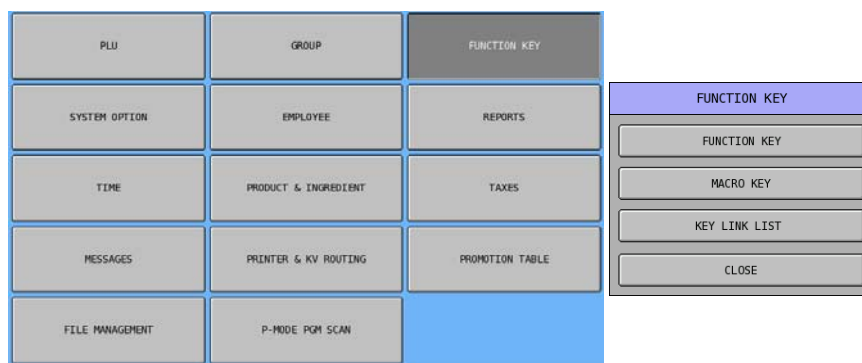 PLU
GROUP
FUNCTION KEY
SYSTEM OPTION
EMPLOYEE
REPORTS
TIME
PRODUCT & INGREDIENT
TAXES
MESSAGES
PRINTER & KV ROUTING
PROMOTION TABLE
FILE MANAGEMENT
P-MODE PGM SCAN
FUNCTION KEY
FUNCTION KEY
MACRO KEY
KEY LINK LIST
CLOSE